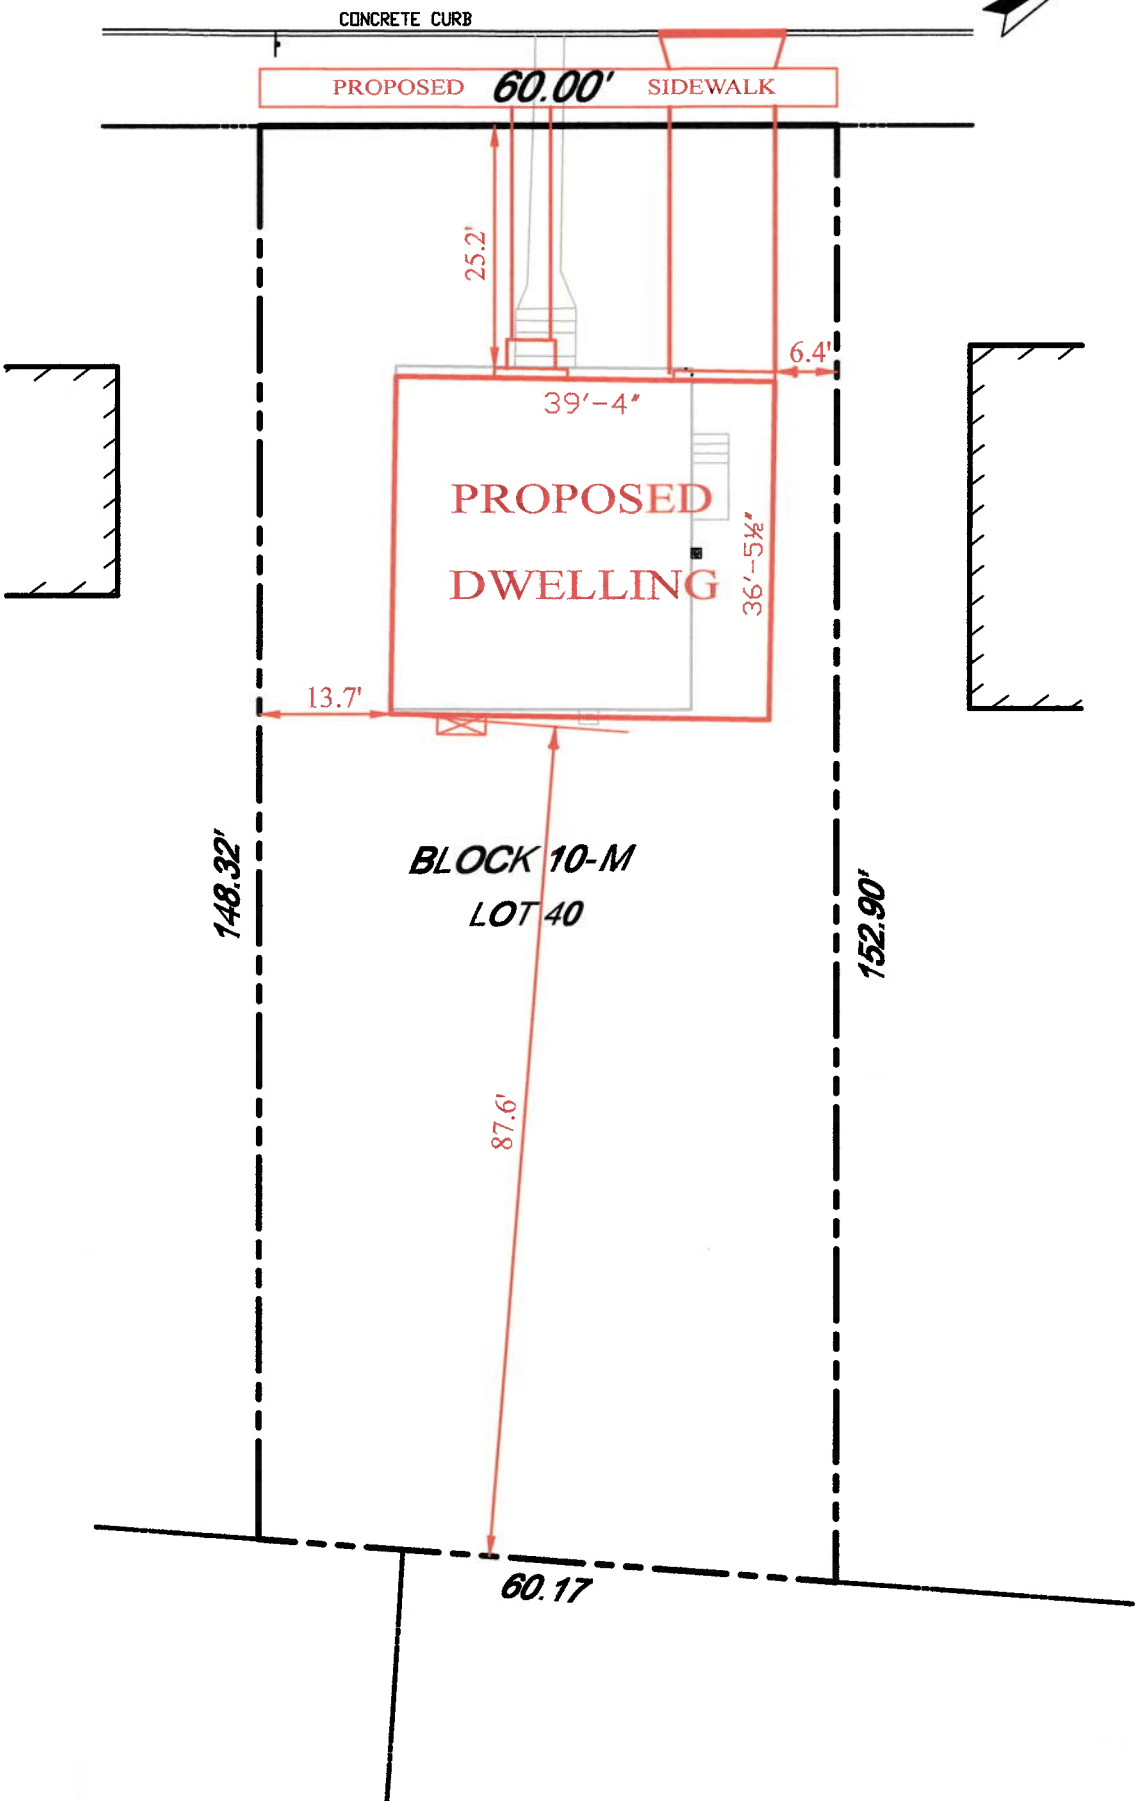 CONCRETE CURB
PROPOSED 60.00' SIDEWALK
25.2'
6.4'
39'-4"
PROPOSED
DWELLING
36'-5½"
13.7'
148.32'
BLOCK 10-M
LOT 40
152.90'
87.6'
60.17